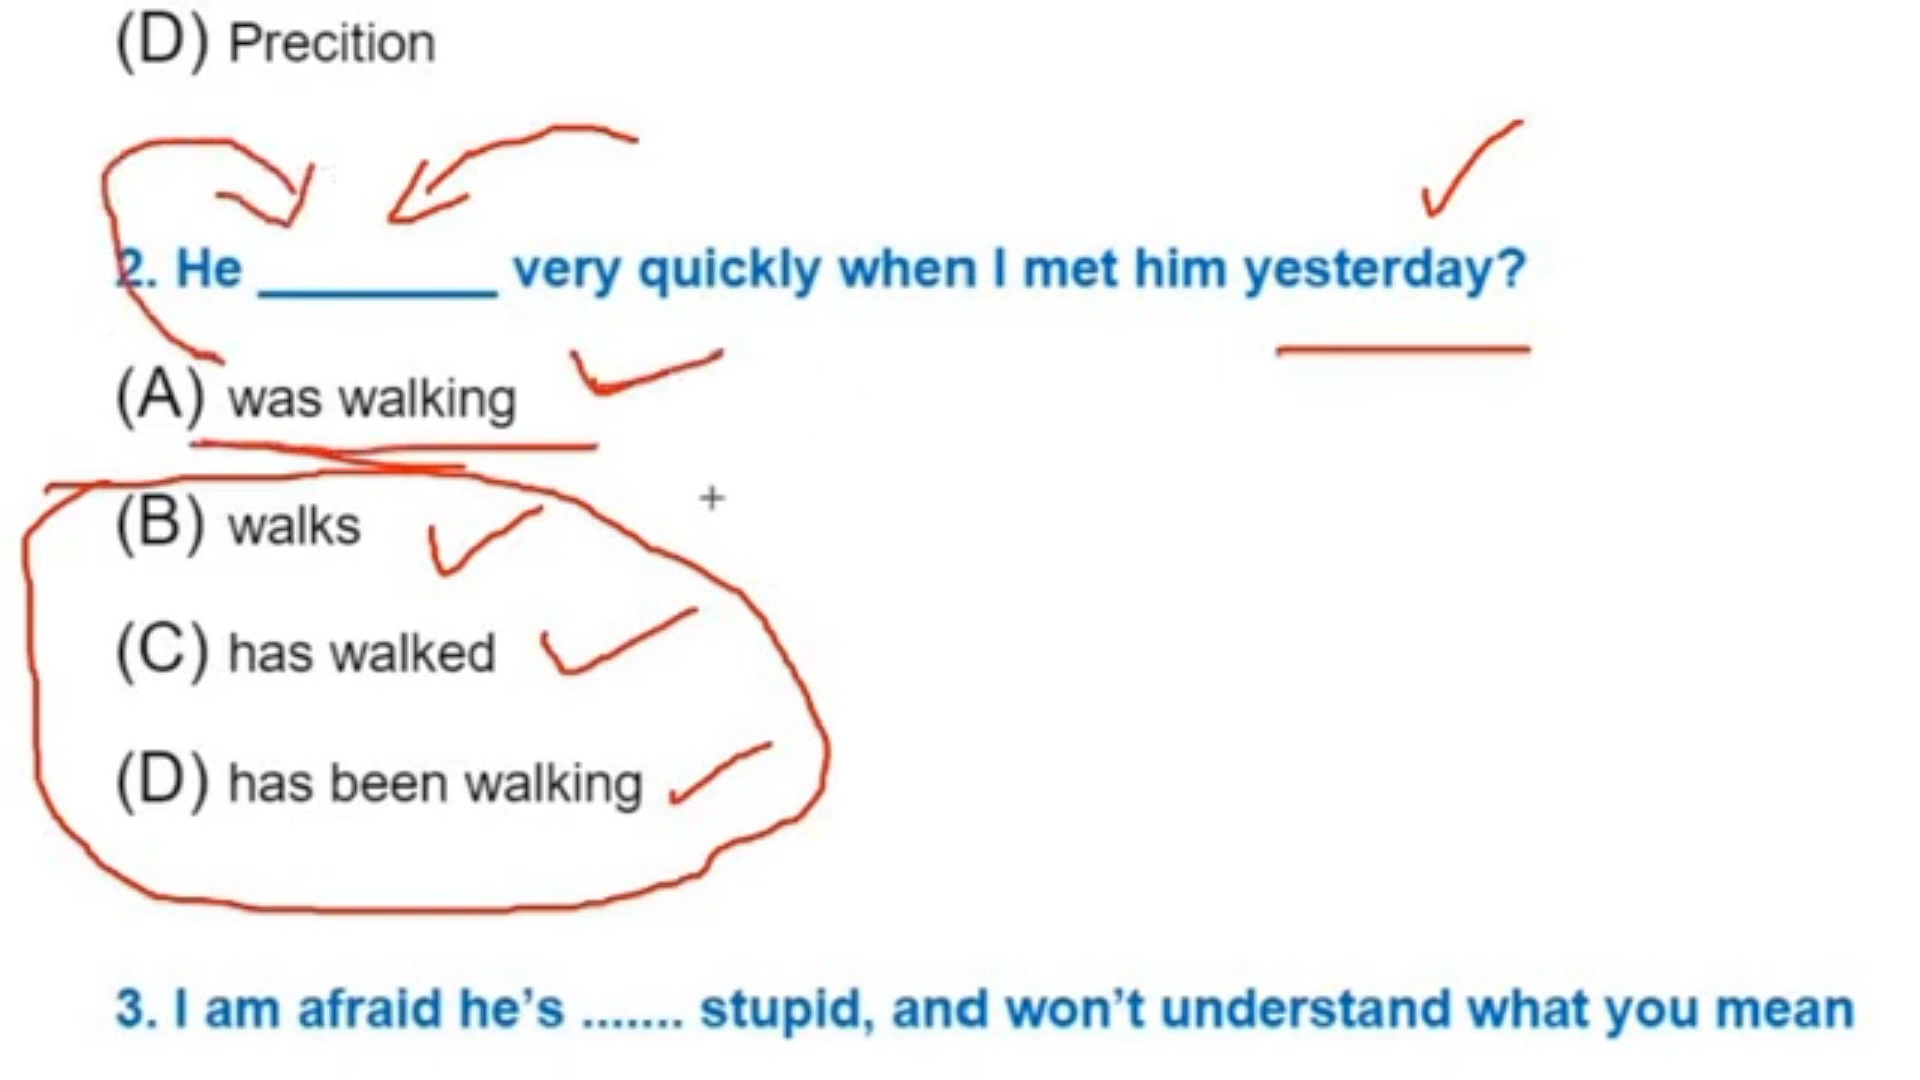 (D) Precition
2. He ________ very quickly when I met him yesterday?
(A) was walking
(B) walks
(C) has walked
(D) has been walking
3. I am afraid he’s ....... stupid, and won’t understand what you mean